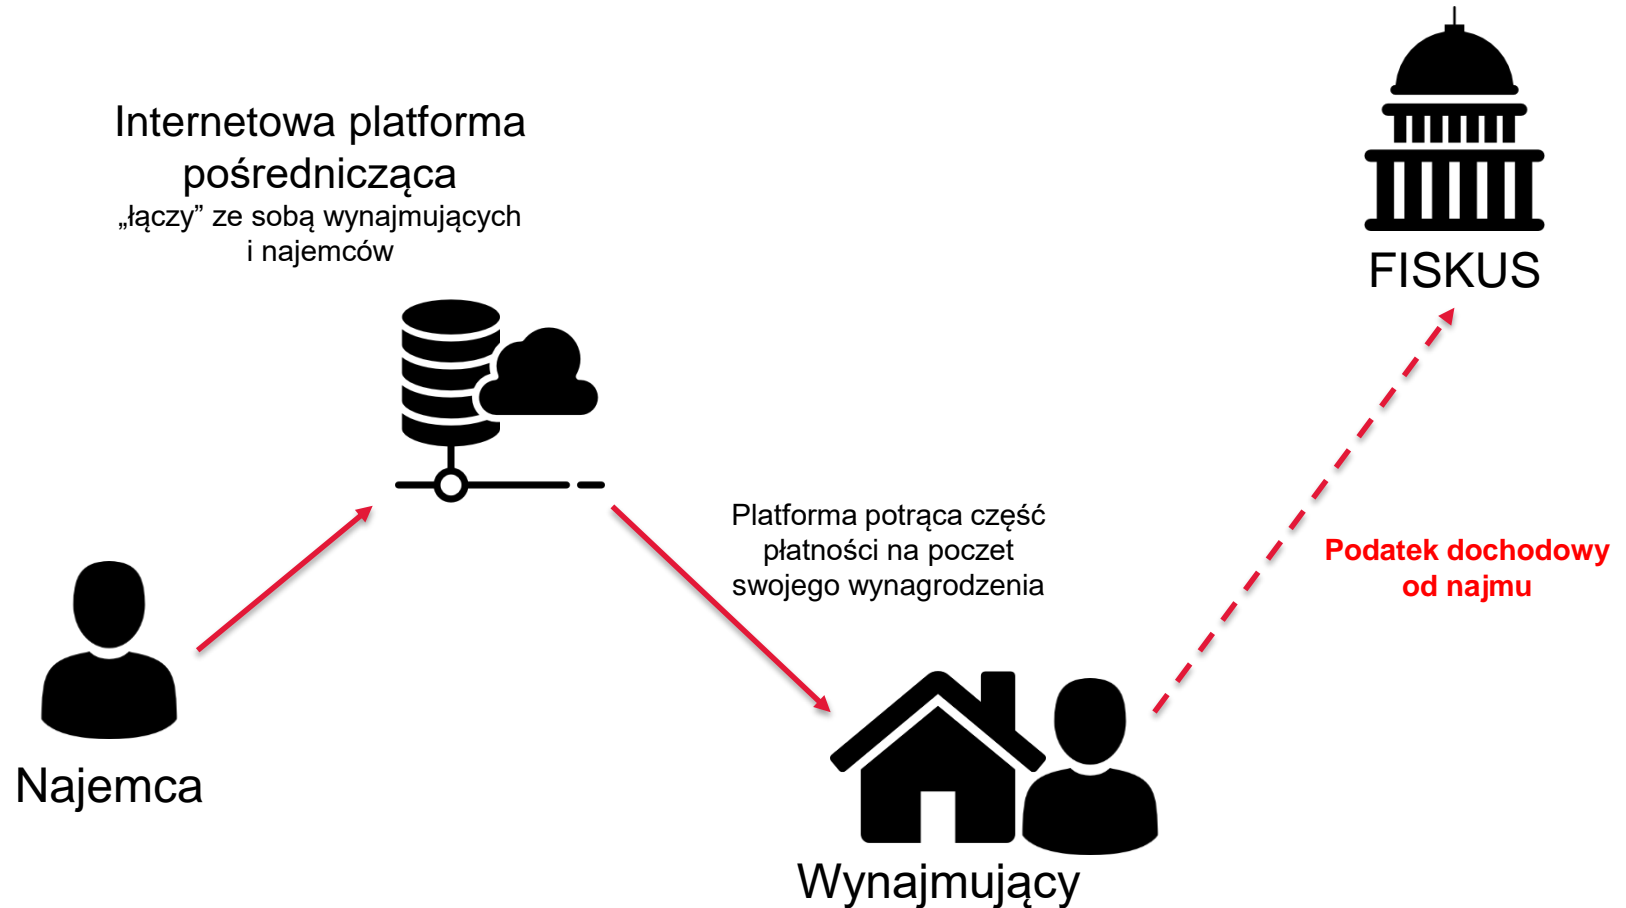 Internetowa platforma
pośrednicząca
„łączy” ze sobą wynajmujących
i najemców
FISKUS
Platforma potrąca część
płatności na poczet
swojego wynagrodzenia
Podatek dochodowy
od najmu
Najemca
Wynajmujący